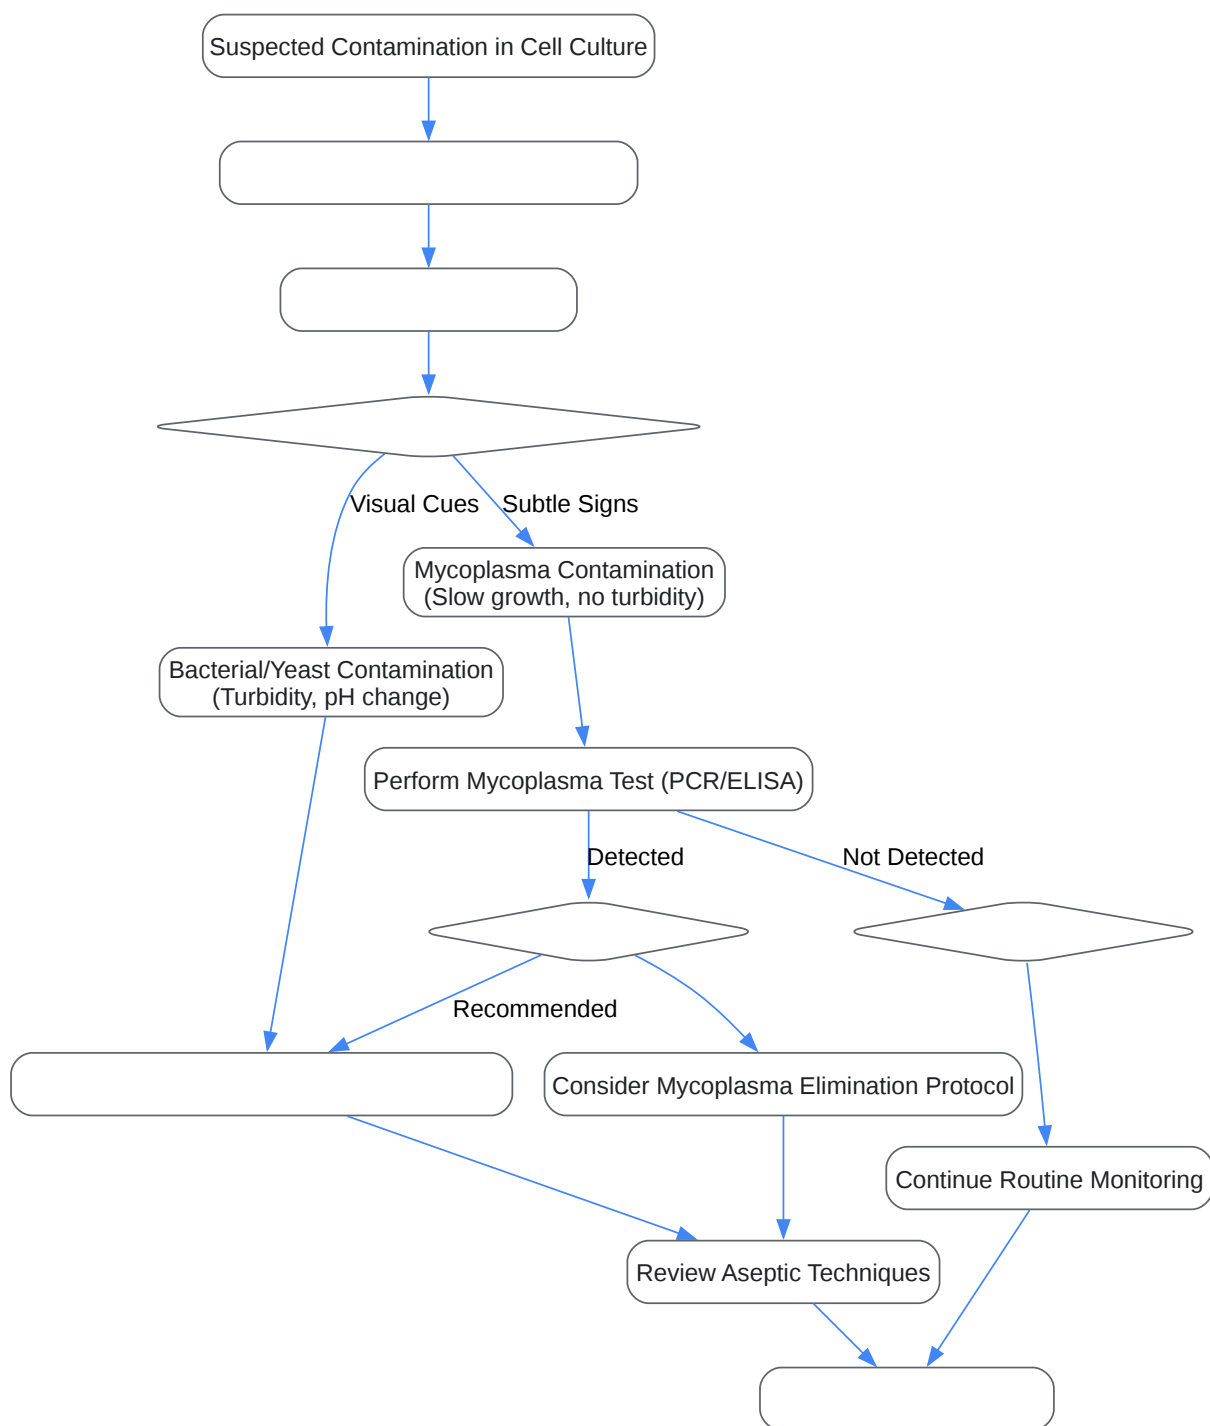 Suspected Contamination in Cell Culture
Visual Cues
Subtle Signs
Mycoplasma Contamination
(Slow growth, no turbidity)
Bacterial/Yeast Contamination
(Turbidity, pH change)
Perform Mycoplasma Test (PCR/ELISA)
Detected
Not Detected
Recommended
Consider Mycoplasma Elimination Protocol
Continue Routine Monitoring
Review Aseptic Techniques